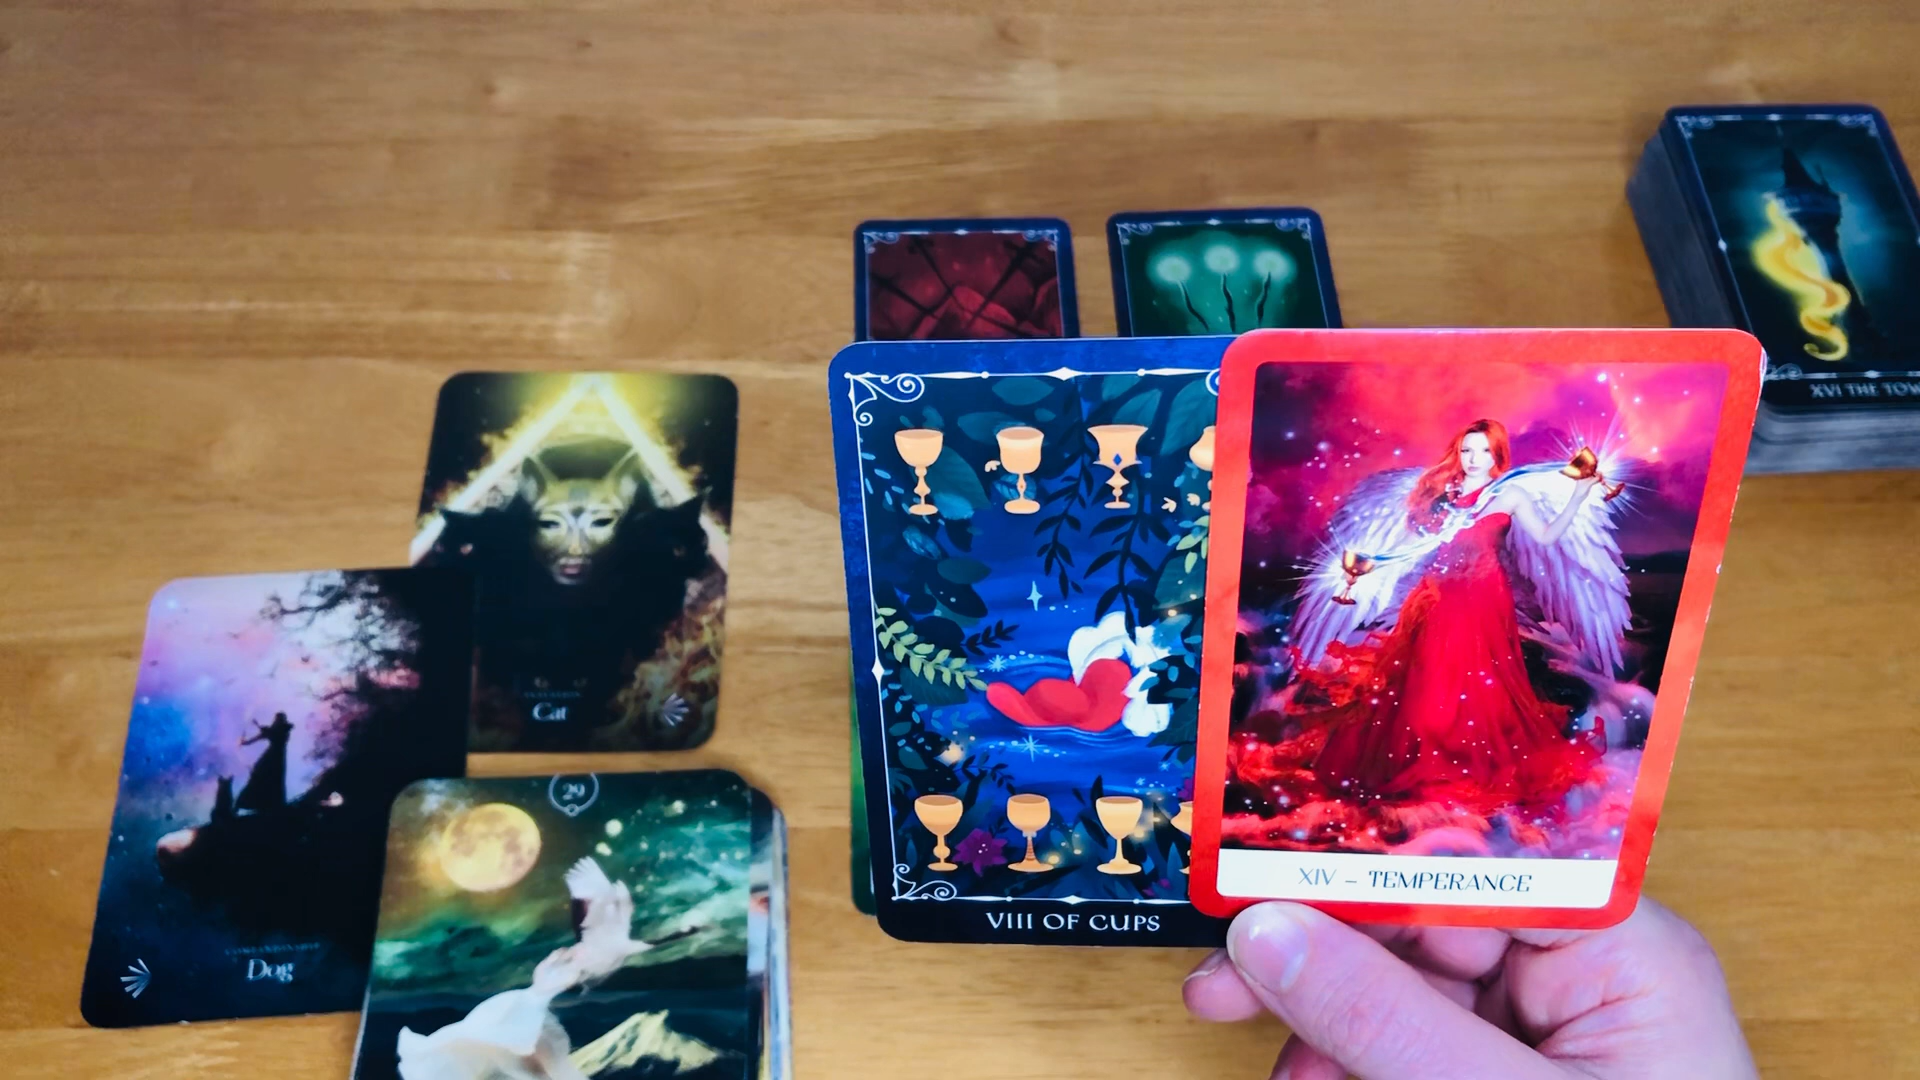 XVI THE TOW
Cat
VIII OF CUPS
XIV – TEMPERANCE
Dog
29